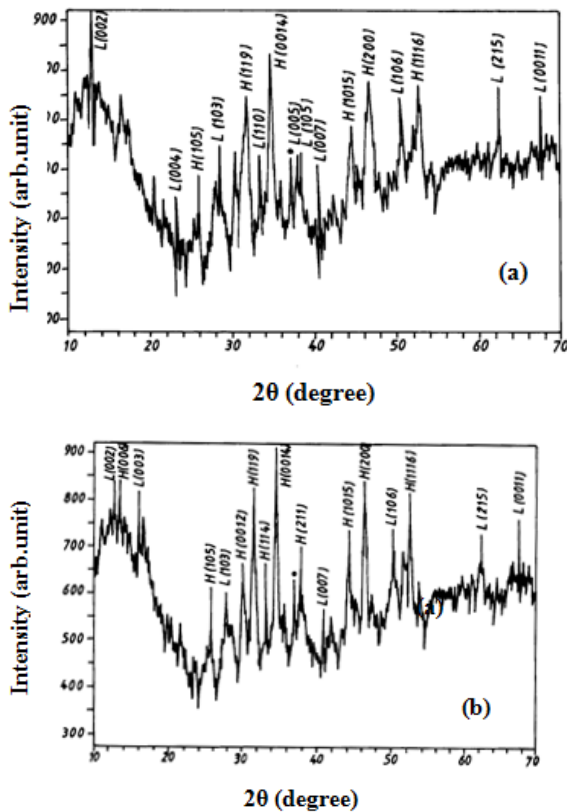 900
L(002)
L(004)
H(105)
L(103)
H(119)
L(110)
H(0014)
*
L(005)
L(105)
L(007)
H(1015)
H(200)
L(106)
H(1116)
L(215)
L(0011)
Intensity (arb.unit)
(a)
10 20 30 40 50 60 70
2θ (degree)
900
800
700
600
500
400
300
L(002)
H(006
L(003)
H(105)
L(103)
H(0012)
H(119)
H(114)
H(0014)
*
H(211)
L(007)
H(1015)
H(200
L(106)
H(116)
L(215)
L(0011)
Intensity (arb.unit)
(a)
(b)
10 20 30 40 50 60 70
2θ (degree)